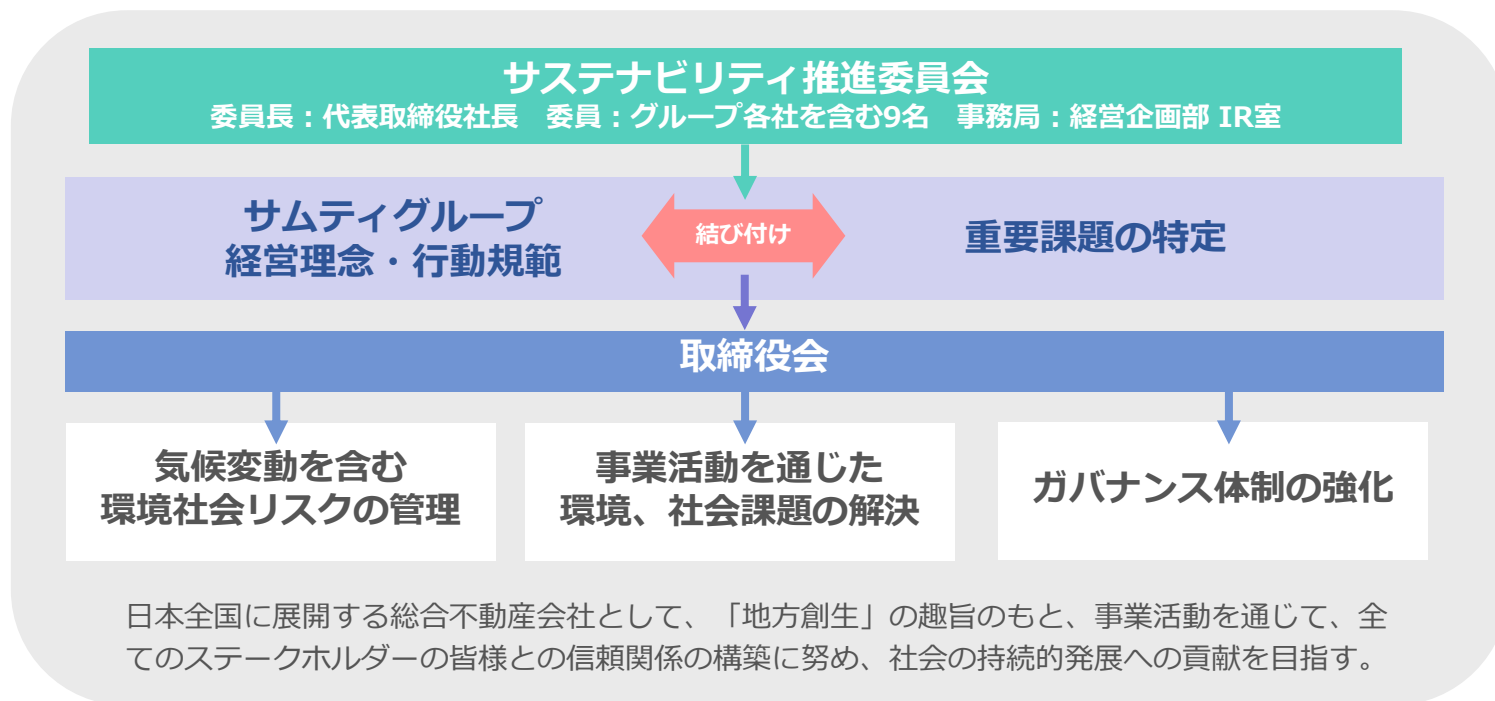 サステナビリティ推進委員会
委員長：代表取締役社長　委員：グループ各社を含む9名　事務局：経営企画部 IR室
サムティグループ
経営理念・行動規範
結び付け
重要課題の特定
取締役会
気候変動を含む
環境社会リスクの管理
事業活動を通じた
環境、社会課題の解決
ガバナンス体制の強化
日本全国に展開する総合不動産会社として、「地方創生」の趣旨のもと、事業活動を通じて、全
てのステークホルダーの皆様との信頼関係の構築に努め、社会の持続的発展への貢献を目指す。